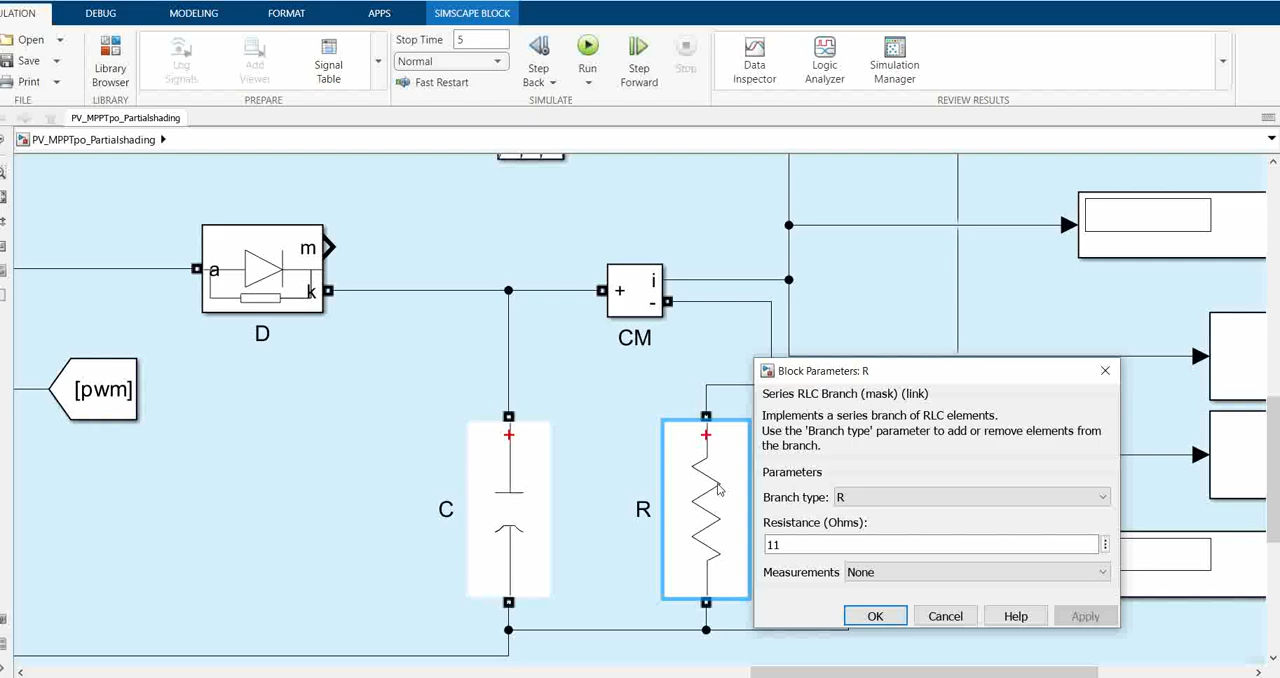 ULATION DEBUG MODELING FORMAT APPS SIMSCAPE BLOCK
Open
Save
Print
FILE
Library
Browser
LIBRARY
Log
Signals
Add
Viewer
Signal
Table
PREPARE
Stop Time 5
Normal
Fast Restart
Step
Back
Run
Step
Forward
Stop
SIMULATE
Data
Inspector
Logic
Analyzer
Simulation
Manager
REVIEW RESULTS
PV_MPPTpo_Partialshading
PV_MPPTpo_Partialshading
m
a
k
D
+ i
-
CM
[pwm]
+
C
+
R
Block Parameters: R
Series RLC Branch (mask) (link)
Implements a series branch of RLC elements.
Use the 'Branch type' parameter to add or remove elements from
the branch.
Parameters
Branch type: R
Resistance (Ohms):
11
Measurements None
OK Cancel Help Apply